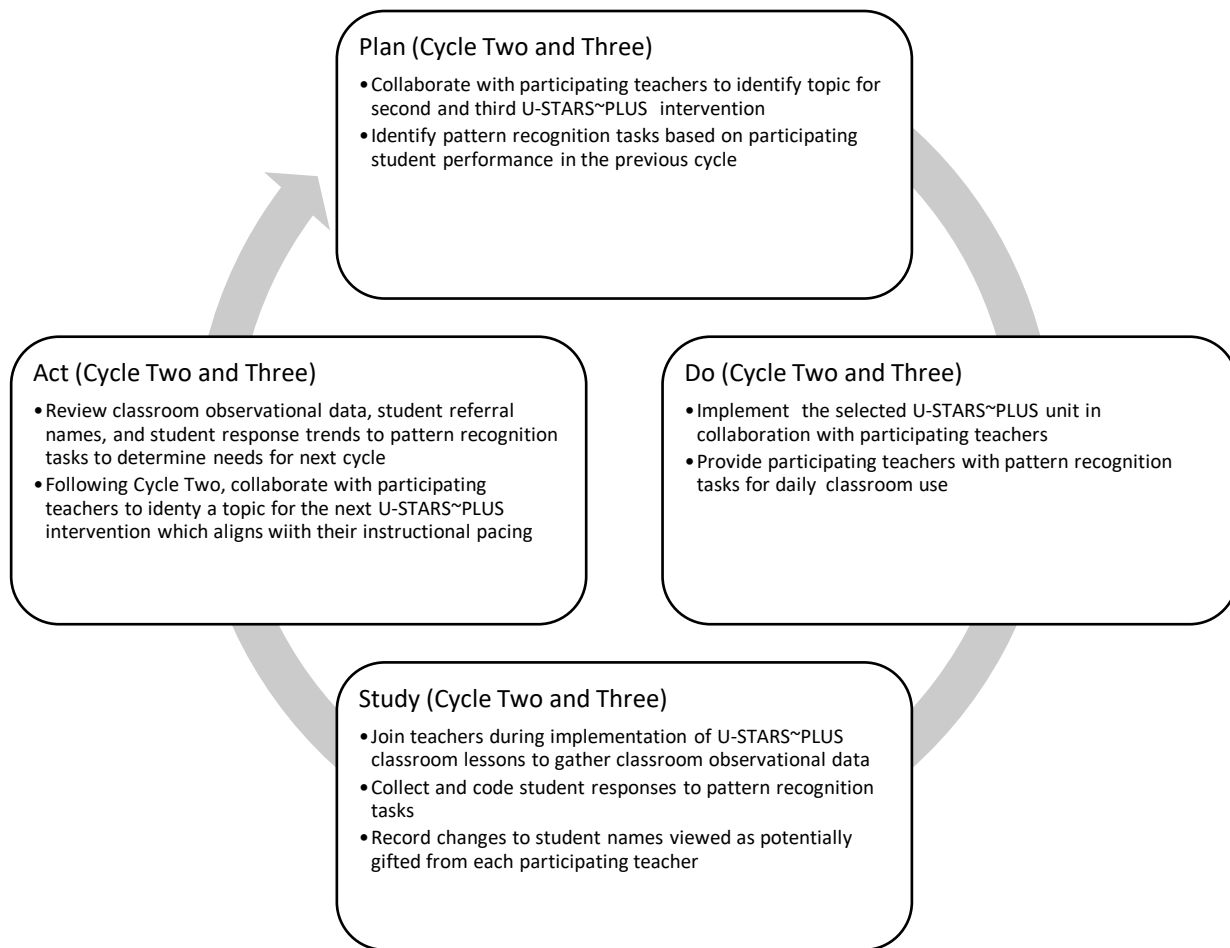 Plan (Cycle Two and Three)
•Collaborate with participating teachers to identify topic for
second and third U-STARS~PLUS  intervention
•Identify pattern recognition tasks based on participating
student performance in the previous cycle
Do (Cycle Two and Three)
•Implement  the selected U-STARS~PLUS unit in
collaboration with participating teachers
•Provide participating teachers with pattern recognition
tasks for daily classroom use
Study (Cycle Two and Three)
•Join teachers during implementation of U-STARS~PLUS
classroom lessons to gather classroom observational data
•Collect and code student responses to pattern recognition
tasks
•Record changes to student names viewed as potentially
gifted from each participating teacher
Act (Cycle Two and Three)
•Review classroom observational data, student referral
names, and student response trends to pattern recognition
tasks to determine needs for next cycle
•Following Cycle Two, collaborate with participating
teachers to identy a topic for the next U-STARS~PLUS
intervention which aligns wiith their instructional pacing